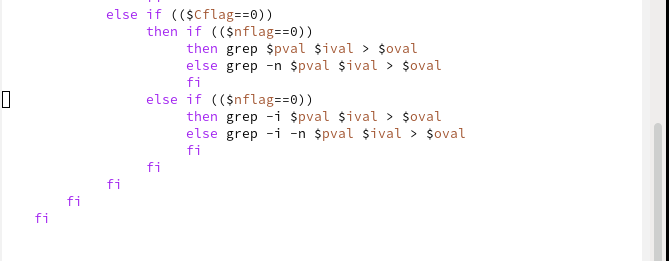 else if (($Cflag==0))
then if (($nflag==0))
then grep $pval $ival > $oval
else grep -n $pval $ival > $oval
fi
else if (($nflag==0))
then grep -i $pval $ival > $oval
else grep -i -n $pval $ival > $oval
fi
fi
fi
fi
fi